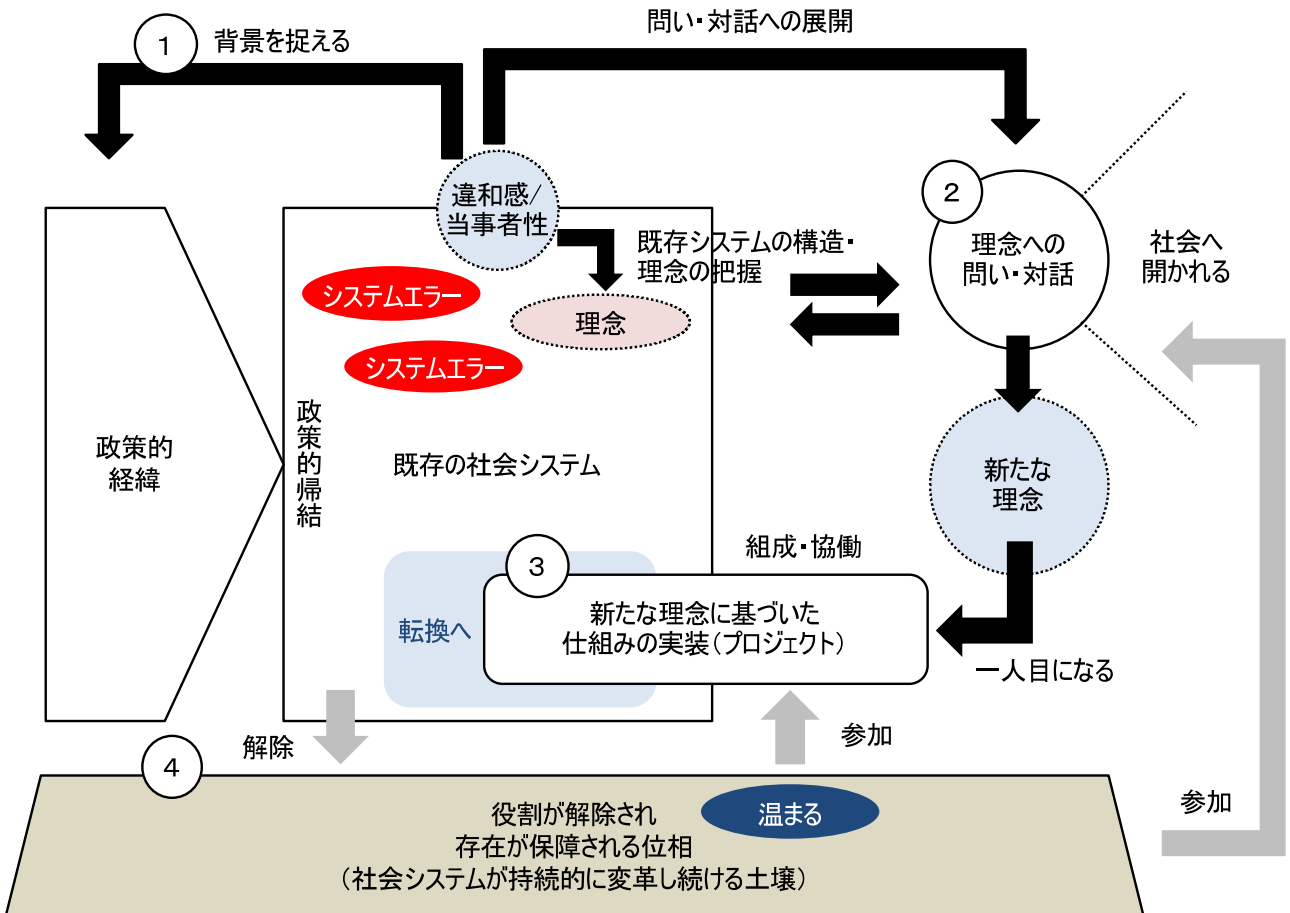 1
背景を捉える
問い・対話への展開
違和感/
当事者性
2
理念への
問い・対話
社会へ
開かれる
既存システムの構造・
理念の把握
システムエラー
理念
システムエラー
政策的
経緯
政策的帰結
既存の社会システム
新たな
理念
組成・協働
3
新たな理念に基づいた
仕組みの実装（プロジェクト）
転換へ
一人目になる
解除
参加
4
温まる
参加
役割が解除され
存在が保障される位相
（社会システムが持続的に変革し続ける土壌）